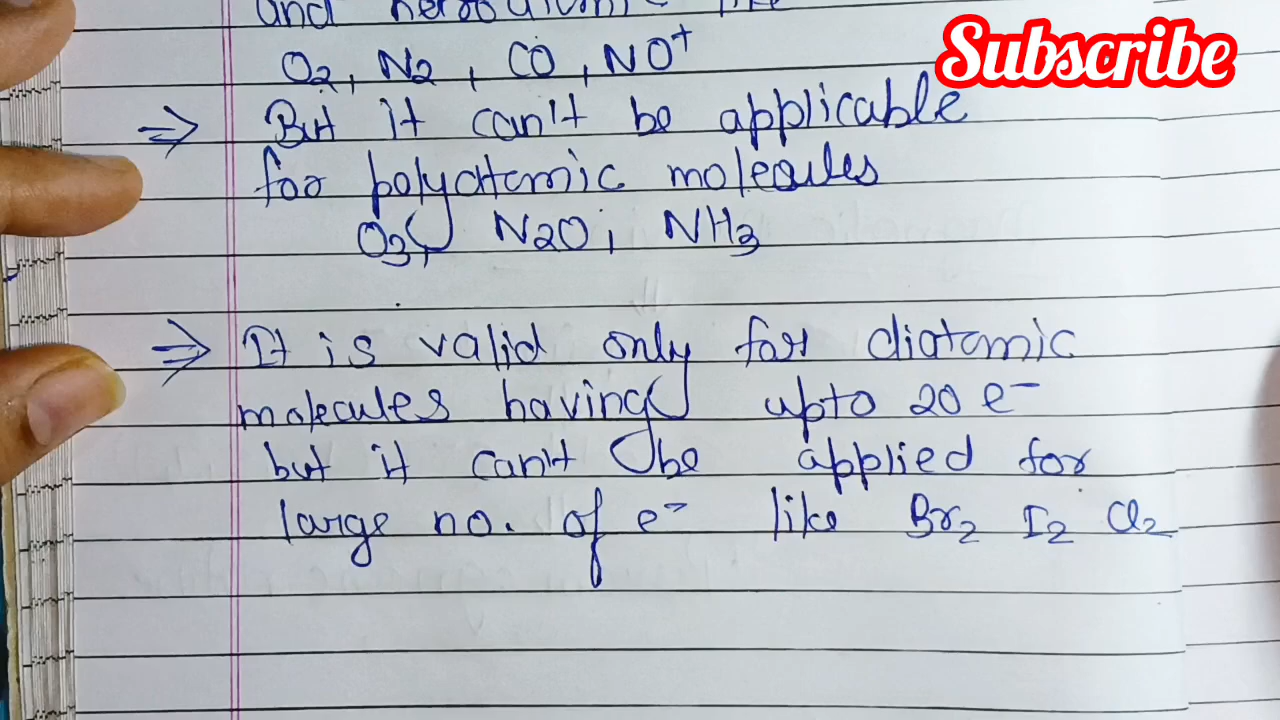 and
Subscribe
O2, N2, CO, NO+
⇒ But it can't be applicable
for polyatomic molecules
O3, N2O, NH3
⇒ It is valid only for diatomic
molecules having upto 20 e-
but it can't be applied for
large no. of e- like Br2 I2 Cl2